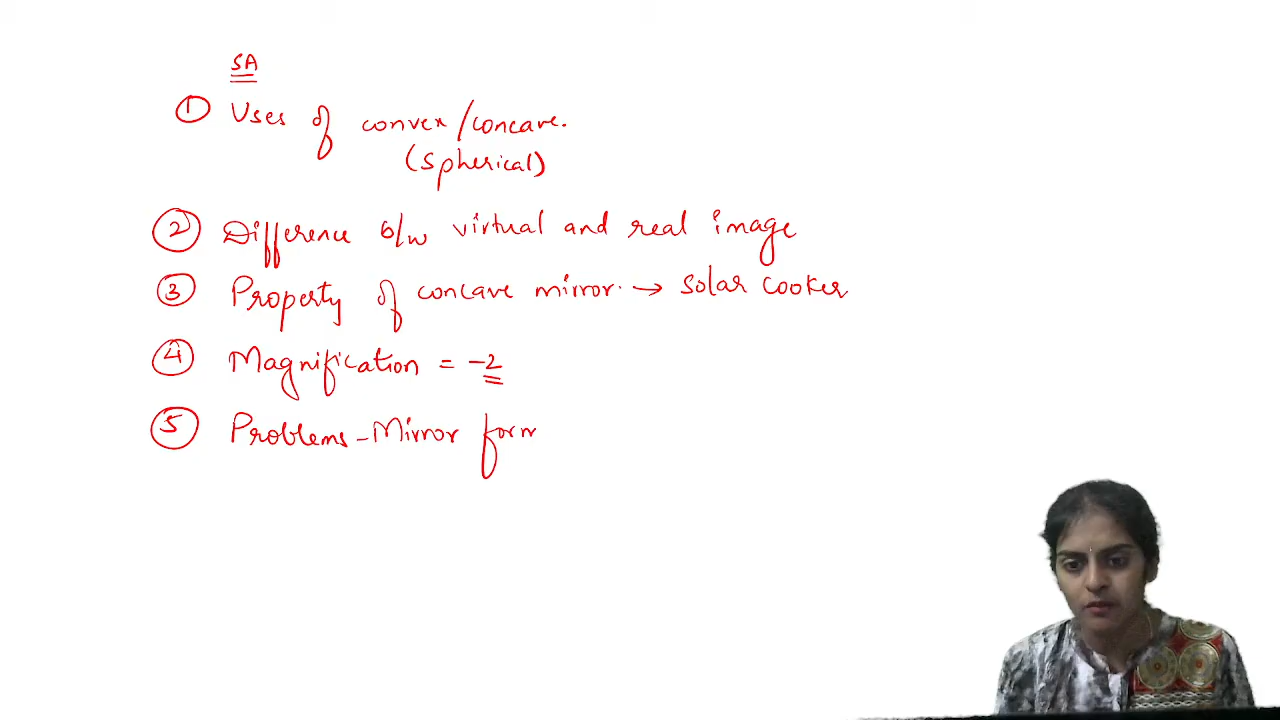 SA
① Uses of convex/concave.
(spherical)
② Difference b/w virtual and real image
③ Property of concave mirror. → solar cooker
④ Magnification = -2
⑤ Problems - Mirror form